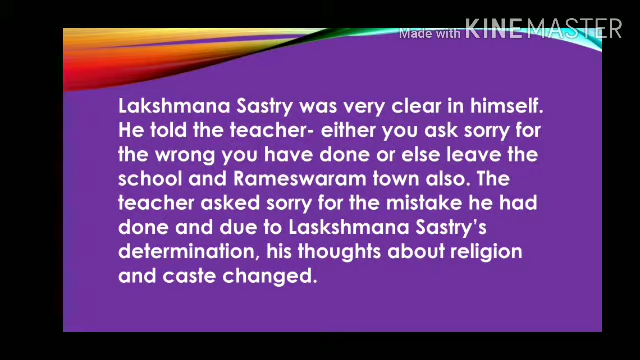 Made with KINEMASTER
Lakshmana Sastry was very clear in himself.
He told the teacher- either you ask sorry for
the wrong you have done or else leave the
school and Rameswaram town also. The
teacher asked sorry for the mistake he had
done and due to Laskshmana Sastry's
determination, his thoughts about religion
and caste changed.